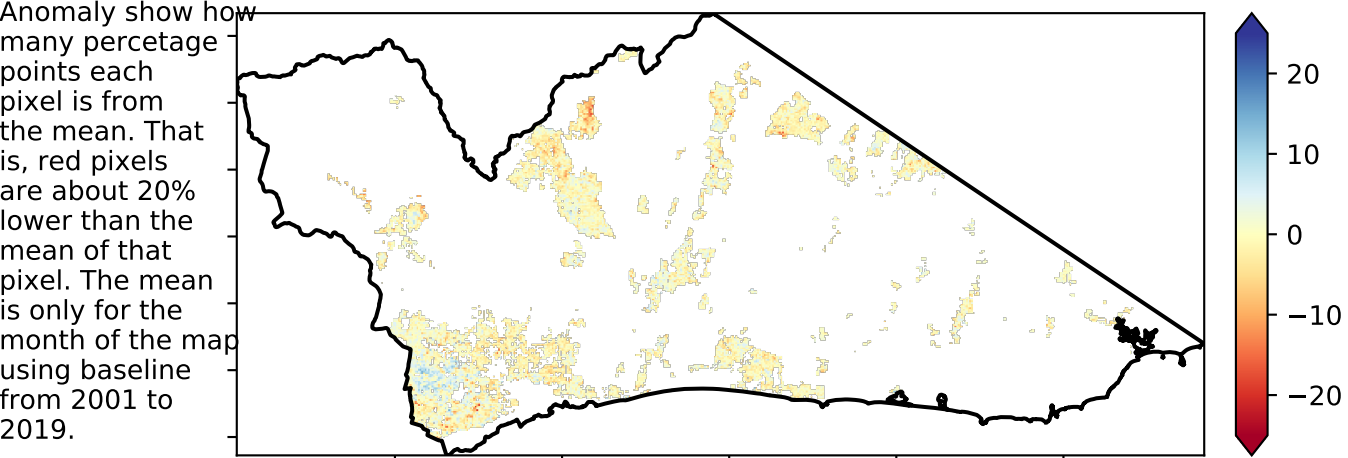 Anomaly show how
many percetage
points each
pixel is from
the mean. That
is, red pixels
are about 20%
lower than the
mean of that
pixel. The mean
is only for the
month of the map
using baseline
from 2001 to
2019.
20
10
0
−10
−20